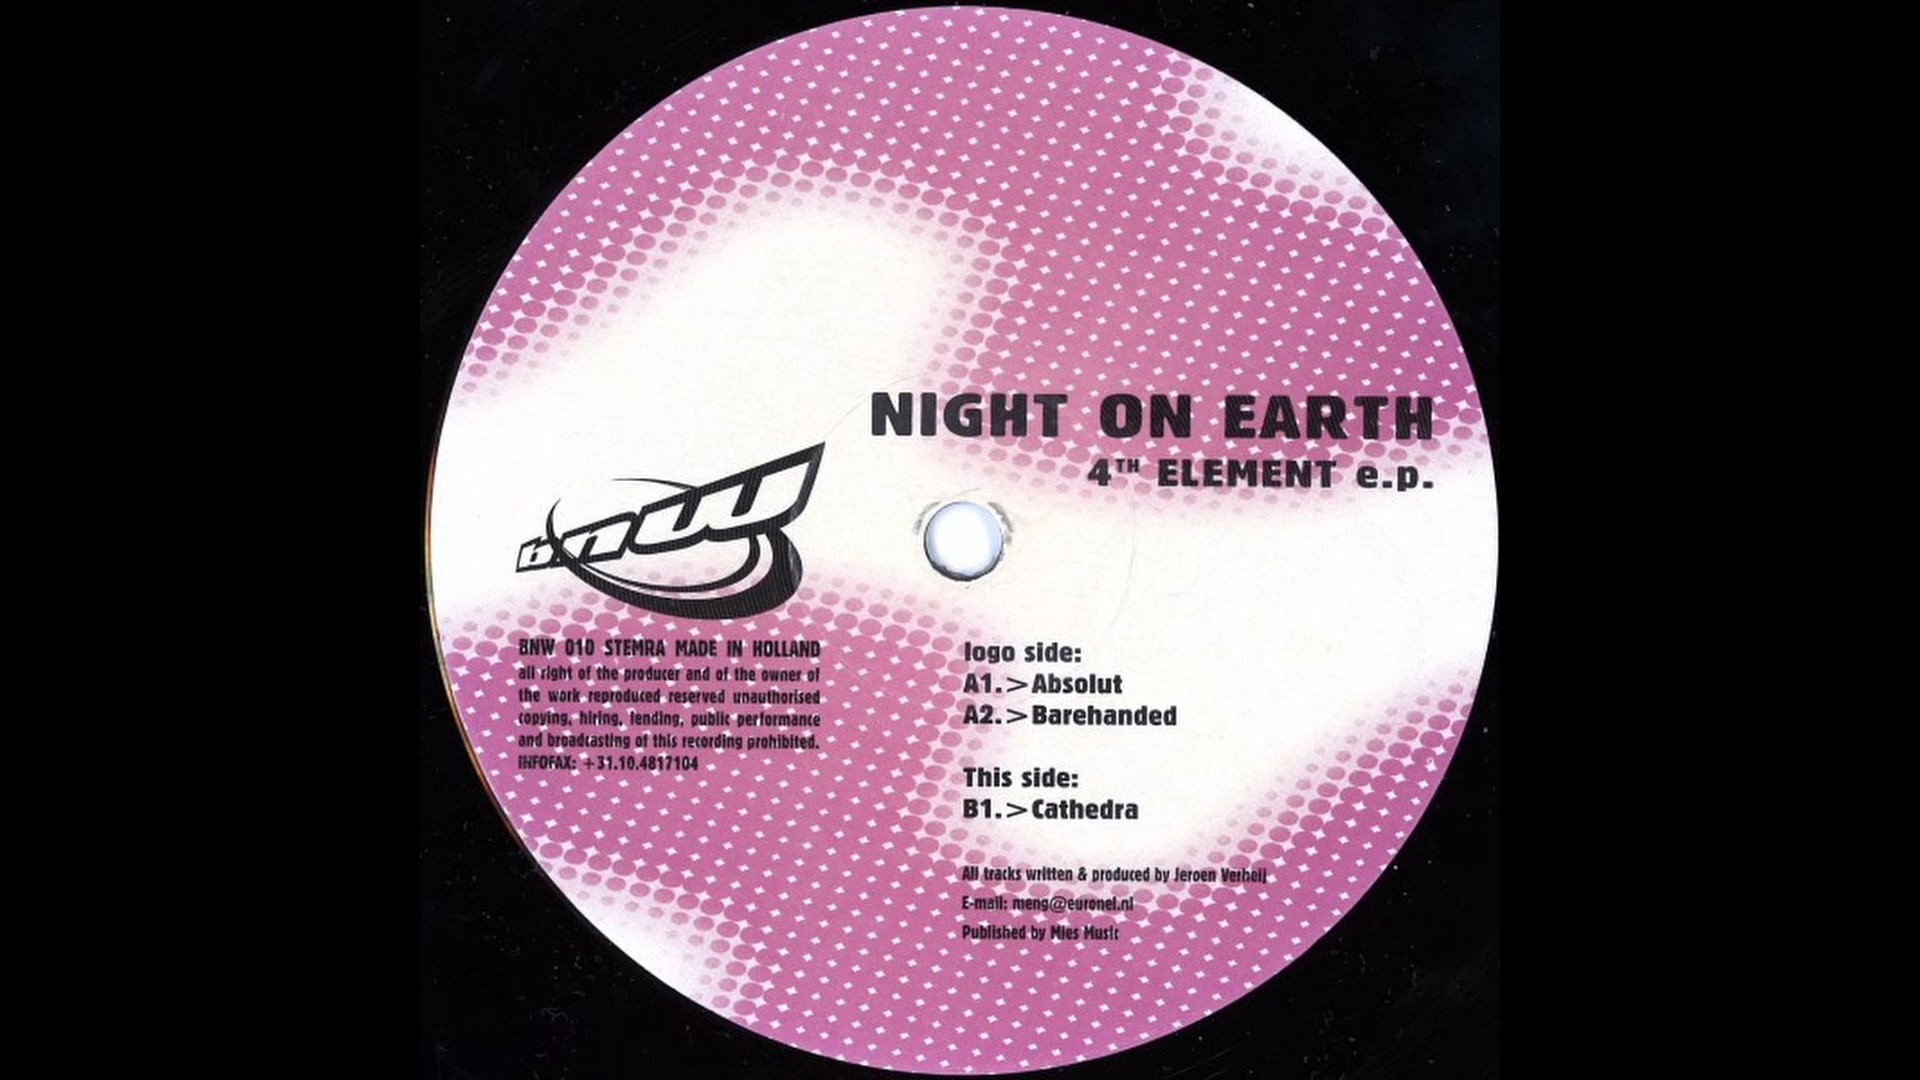 NIGHT ON EARTH
4TH ELEMENT e.p.
bnw
BNW 010 STEMRA MADE IN HOLLAND
all right of the producer and of the owner of
the work reproduced reserved unauthorised
copying, hiring, lending, public performance
and broadcasting of this recording prohibited.
INFOFAX: +31.10.4817104
logo side:
A1.>Absolut
A2.>Barehanded
This side:
B1.>Cathedra
All tracks written & produced by Jeroen Verheij
E-mail: meng@euronet.nl
Published by Mies Music